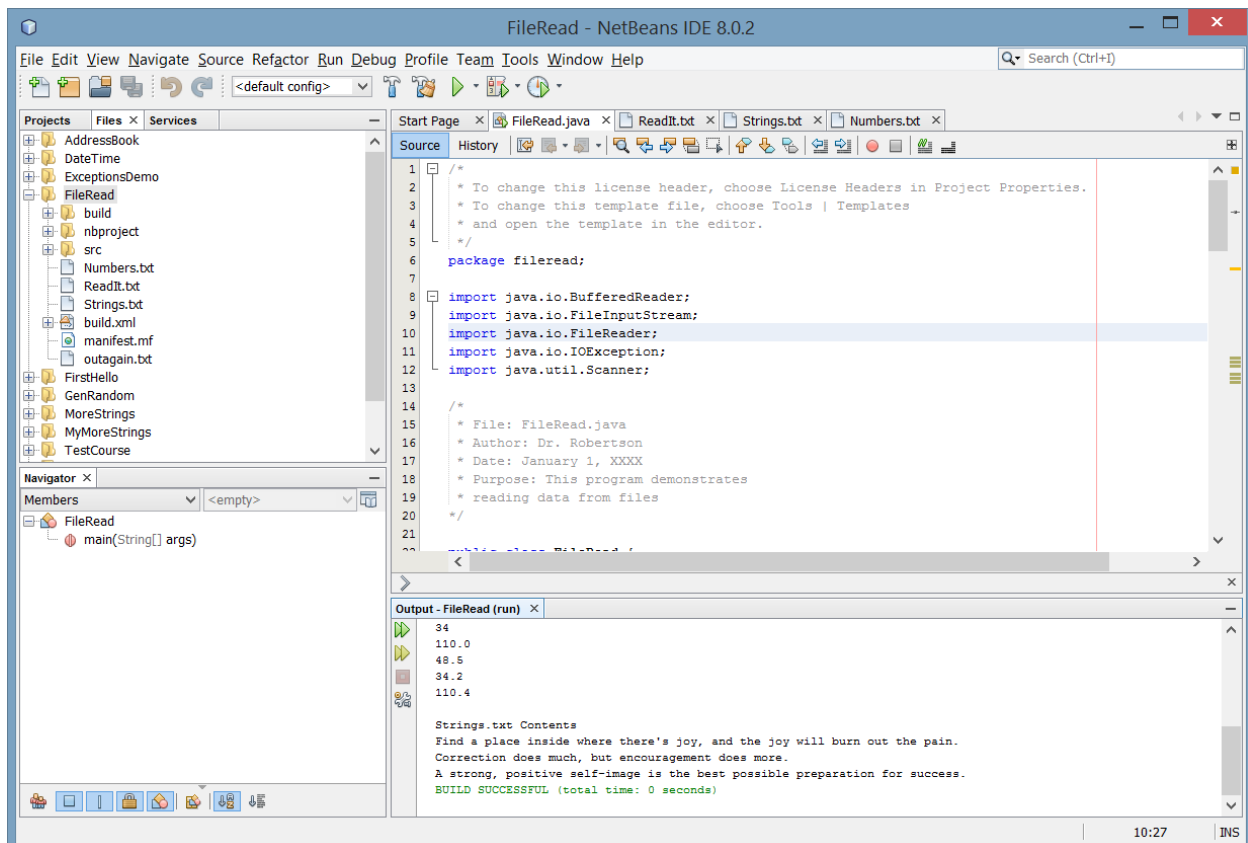 FileRead - NetBeans IDE 8.0.2
File Edit View Navigate Source Refactor Run Debug Profile Team Tools Window Help
Search (Ctrl+I)
<default config>
Projects Files Services
AddressBook
DateTime
ExceptionsDemo
FileRead
build
nbproject
src
Numbers.txt
ReadIt.txt
Strings.txt
build.xml
manifest.mf
outagain.txt
FirstHello
GenRandom
MoreStrings
MyMoreStrings
TestCourse
Navigator
Members <empty>
FileRead
main(String[] args)
Start Page FileRead.java ReadIt.txt Strings.txt Numbers.txt
Source History
1 /*
2 * To change this license header, choose License Headers in Project Properties.
3 * To change this template file, choose Tools | Templates
4 * and open the template in the editor.
5 */
6 package fileread;
7
8 import java.io.BufferedReader;
9 import java.io.FileInputStream;
10 import java.io.FileReader;
11 import java.io.IOException;
12 import java.util.Scanner;
13
14 /*
15 * File: FileRead.java
16 * Author: Dr. Robertson
17 * Date: January 1, XXXX
18 * Purpose: This program demonstrates
19 * reading data from files
20 */
21
22 public class FileRead {
Output - FileRead (run)
34
110.0
48.5
34.2
110.4
Strings.txt Contents
Find a place inside where there's joy, and the joy will burn out the pain.
Correction does much, but encouragement does more.
A strong, positive self-image is the best possible preparation for success.
BUILD SUCCESSFUL (total time: 0 seconds)
10:27 INS